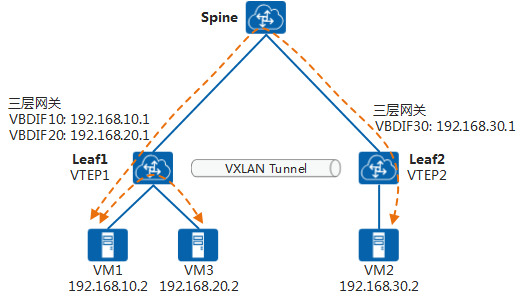 Spine
三层网关
VBDIF10: 192.168.10.1
VBDIF20: 192.168.20.1
三层网关
VBDIF30: 192.168.30.1
Leaf1
VTEP1
VXLAN Tunnel
Leaf2
VTEP2
VM1
192.168.10.2
VM3
192.168.20.2
VM2
192.168.30.2